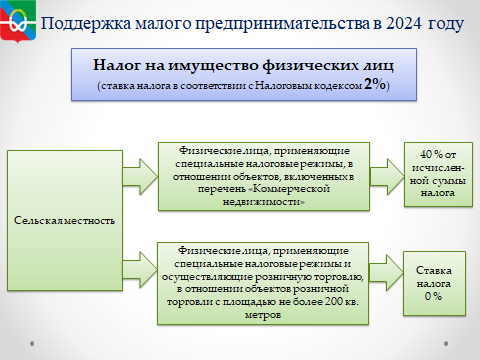 Поддержка малого предпринимательства в 2024 году
Налог на имущество физических лиц
(ставка налога в соответствии с Налоговым кодексом 2%)
Сельская местность
Физические лица, применяющие
специальные налоговые режимы, в
отношении объектов, включенных в
перечень «Коммерческой
недвижимости»
40 % от
исчислен-
ной суммы
налога
Физические лица, применяющие
специальные налоговые режимы и
осуществляющие розничную торговлю,
в отношении объектов розничной
торговли с площадью не более 200 кв.
метров
Ставка
налога
0 %